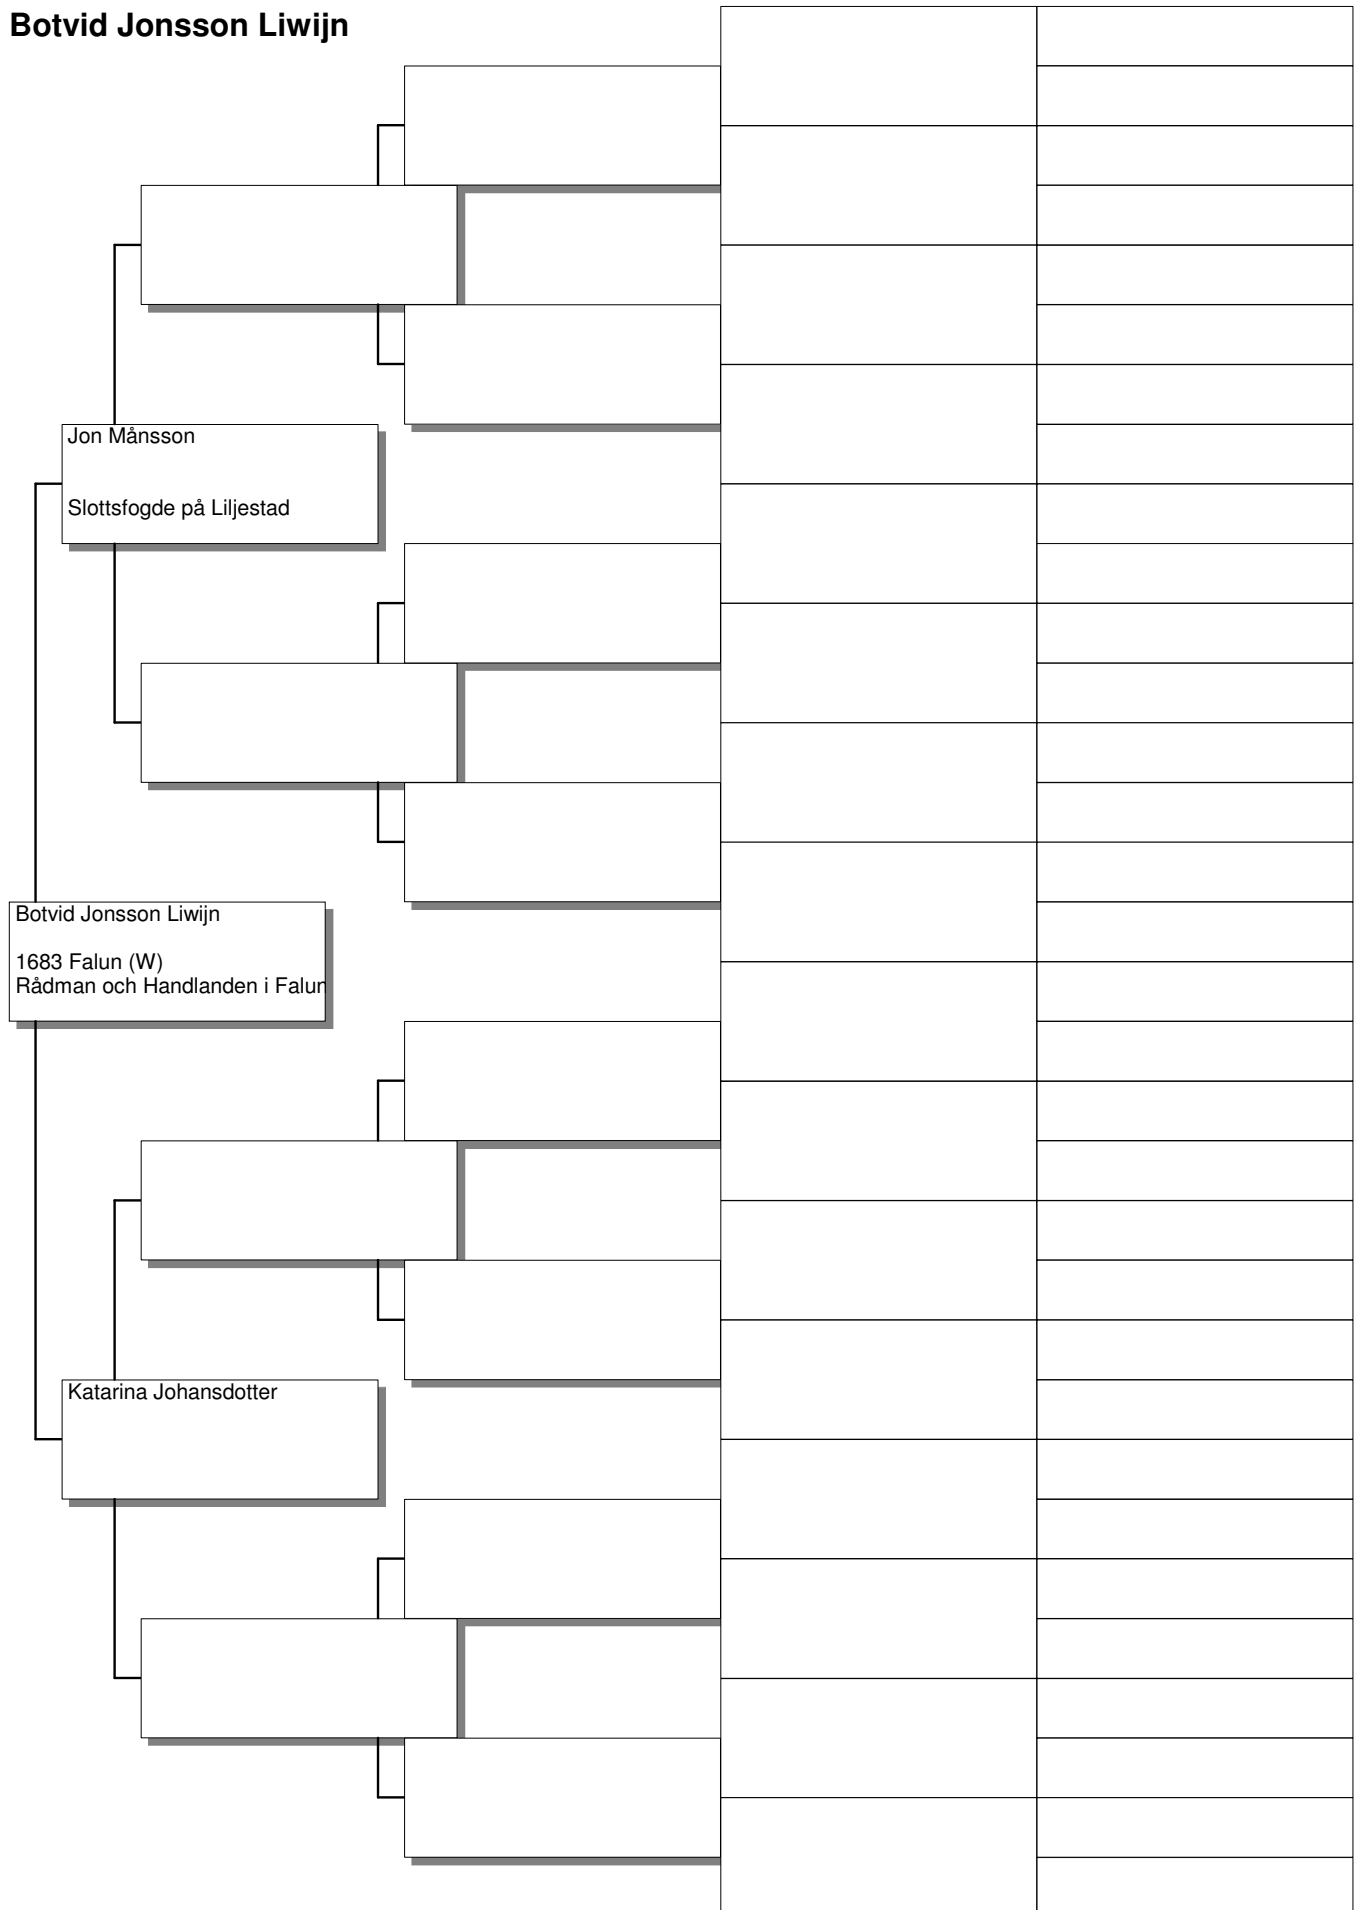 Botvid Jonsson Liwijn
Jon Månsson
Slottsfogde på Liljestad
Botvid Jonsson Liwijn
1683 Falun (W)
Rådman och Handlanden i Falun
Katarina Johansdotter